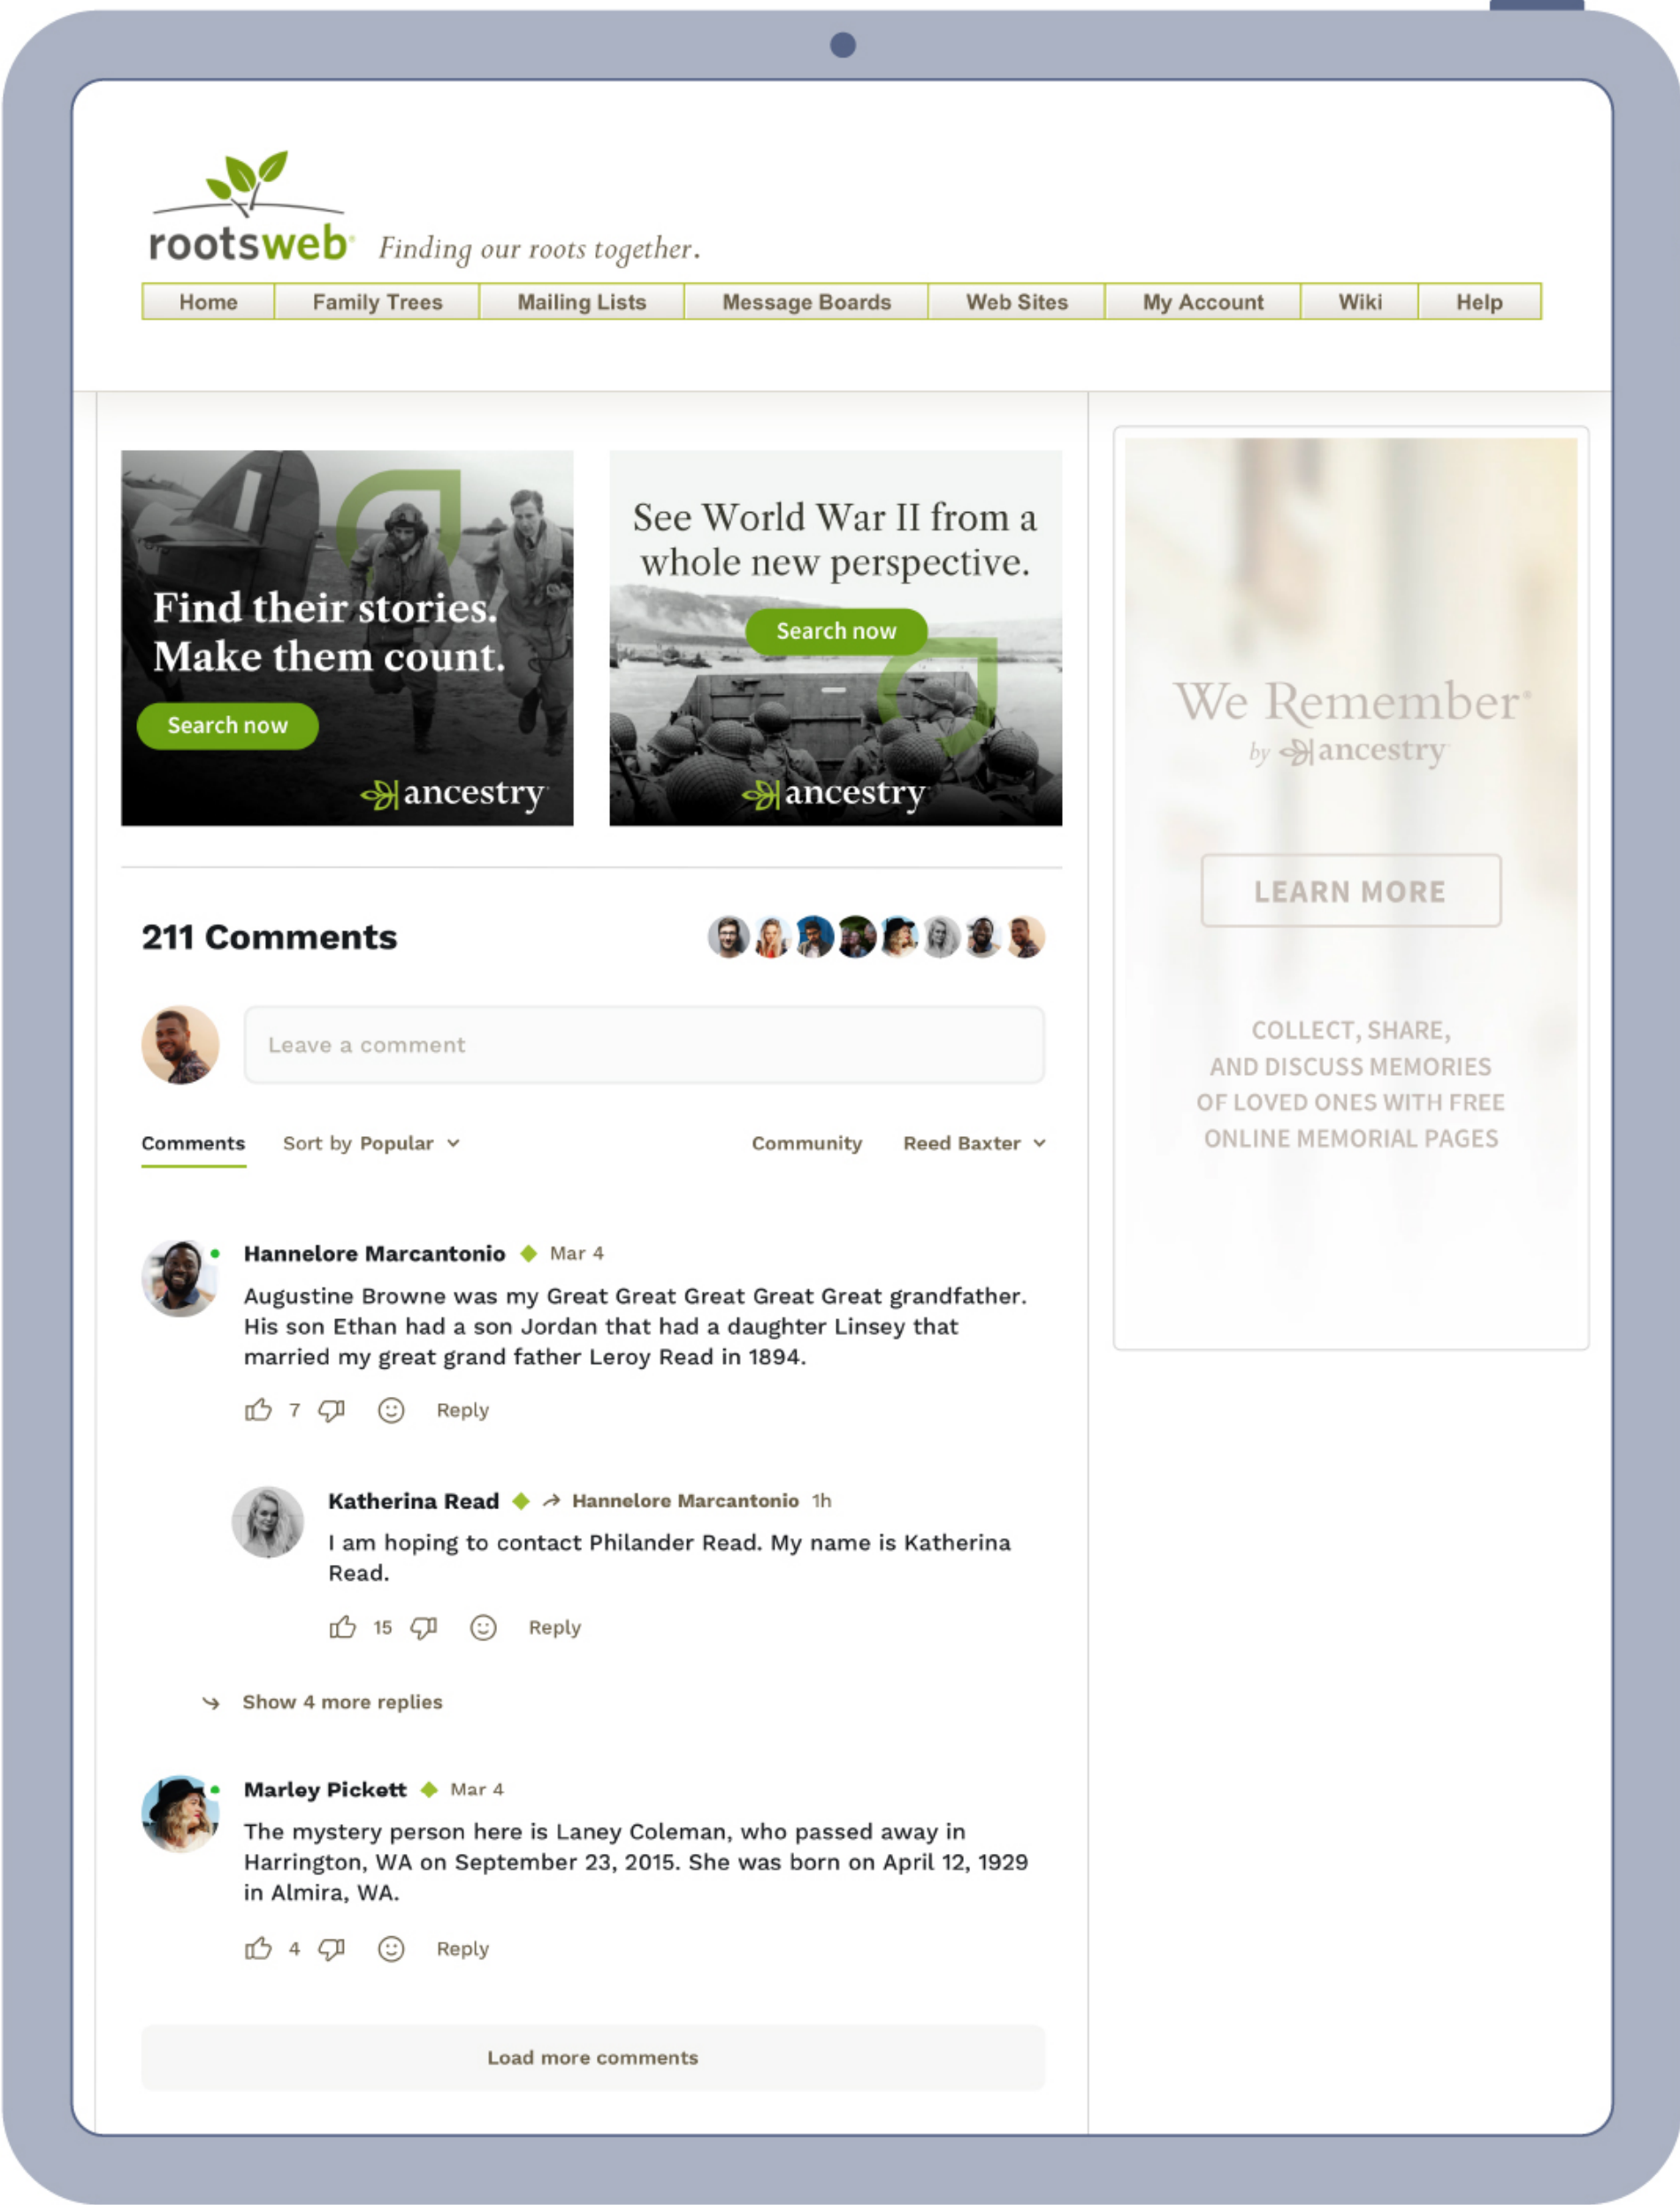 rootsweb
Finding our roots together.
Home Family Trees Mailing Lists Message Boards Web Sites My Account Wiki Help
Find their stories.
Make them count.
Search now
ancestry
See World War II from a
whole new perspective.
Search now
ancestry
We Remember
by ancestry
LEARN MORE
COLLECT, SHARE,
AND DISCUSS MEMORIES
OF LOVED ONES WITH FREE
ONLINE MEMORIAL PAGES
211 Comments
Leave a comment
Comments Sort by Popular Community Reed Baxter
Hannelore Marcantonio Mar 4
Augustine Browne was my Great Great Great Great Great grandfather.
His son Ethan had a son Jordan that had a daughter Linsey that
married my great grand father Leroy Read in 1894.
7 Reply
Katherina Read Hannelore Marcantonio 1h
I am hoping to contact Philander Read. My name is Katherina
Read.
15 Reply
Show 4 more replies
Marley Pickett Mar 4
The mystery person here is Laney Coleman, who passed away in
Harrington, WA on September 23, 2015. She was born on April 12, 1929
in Almira, WA.
4 Reply
Load more comments